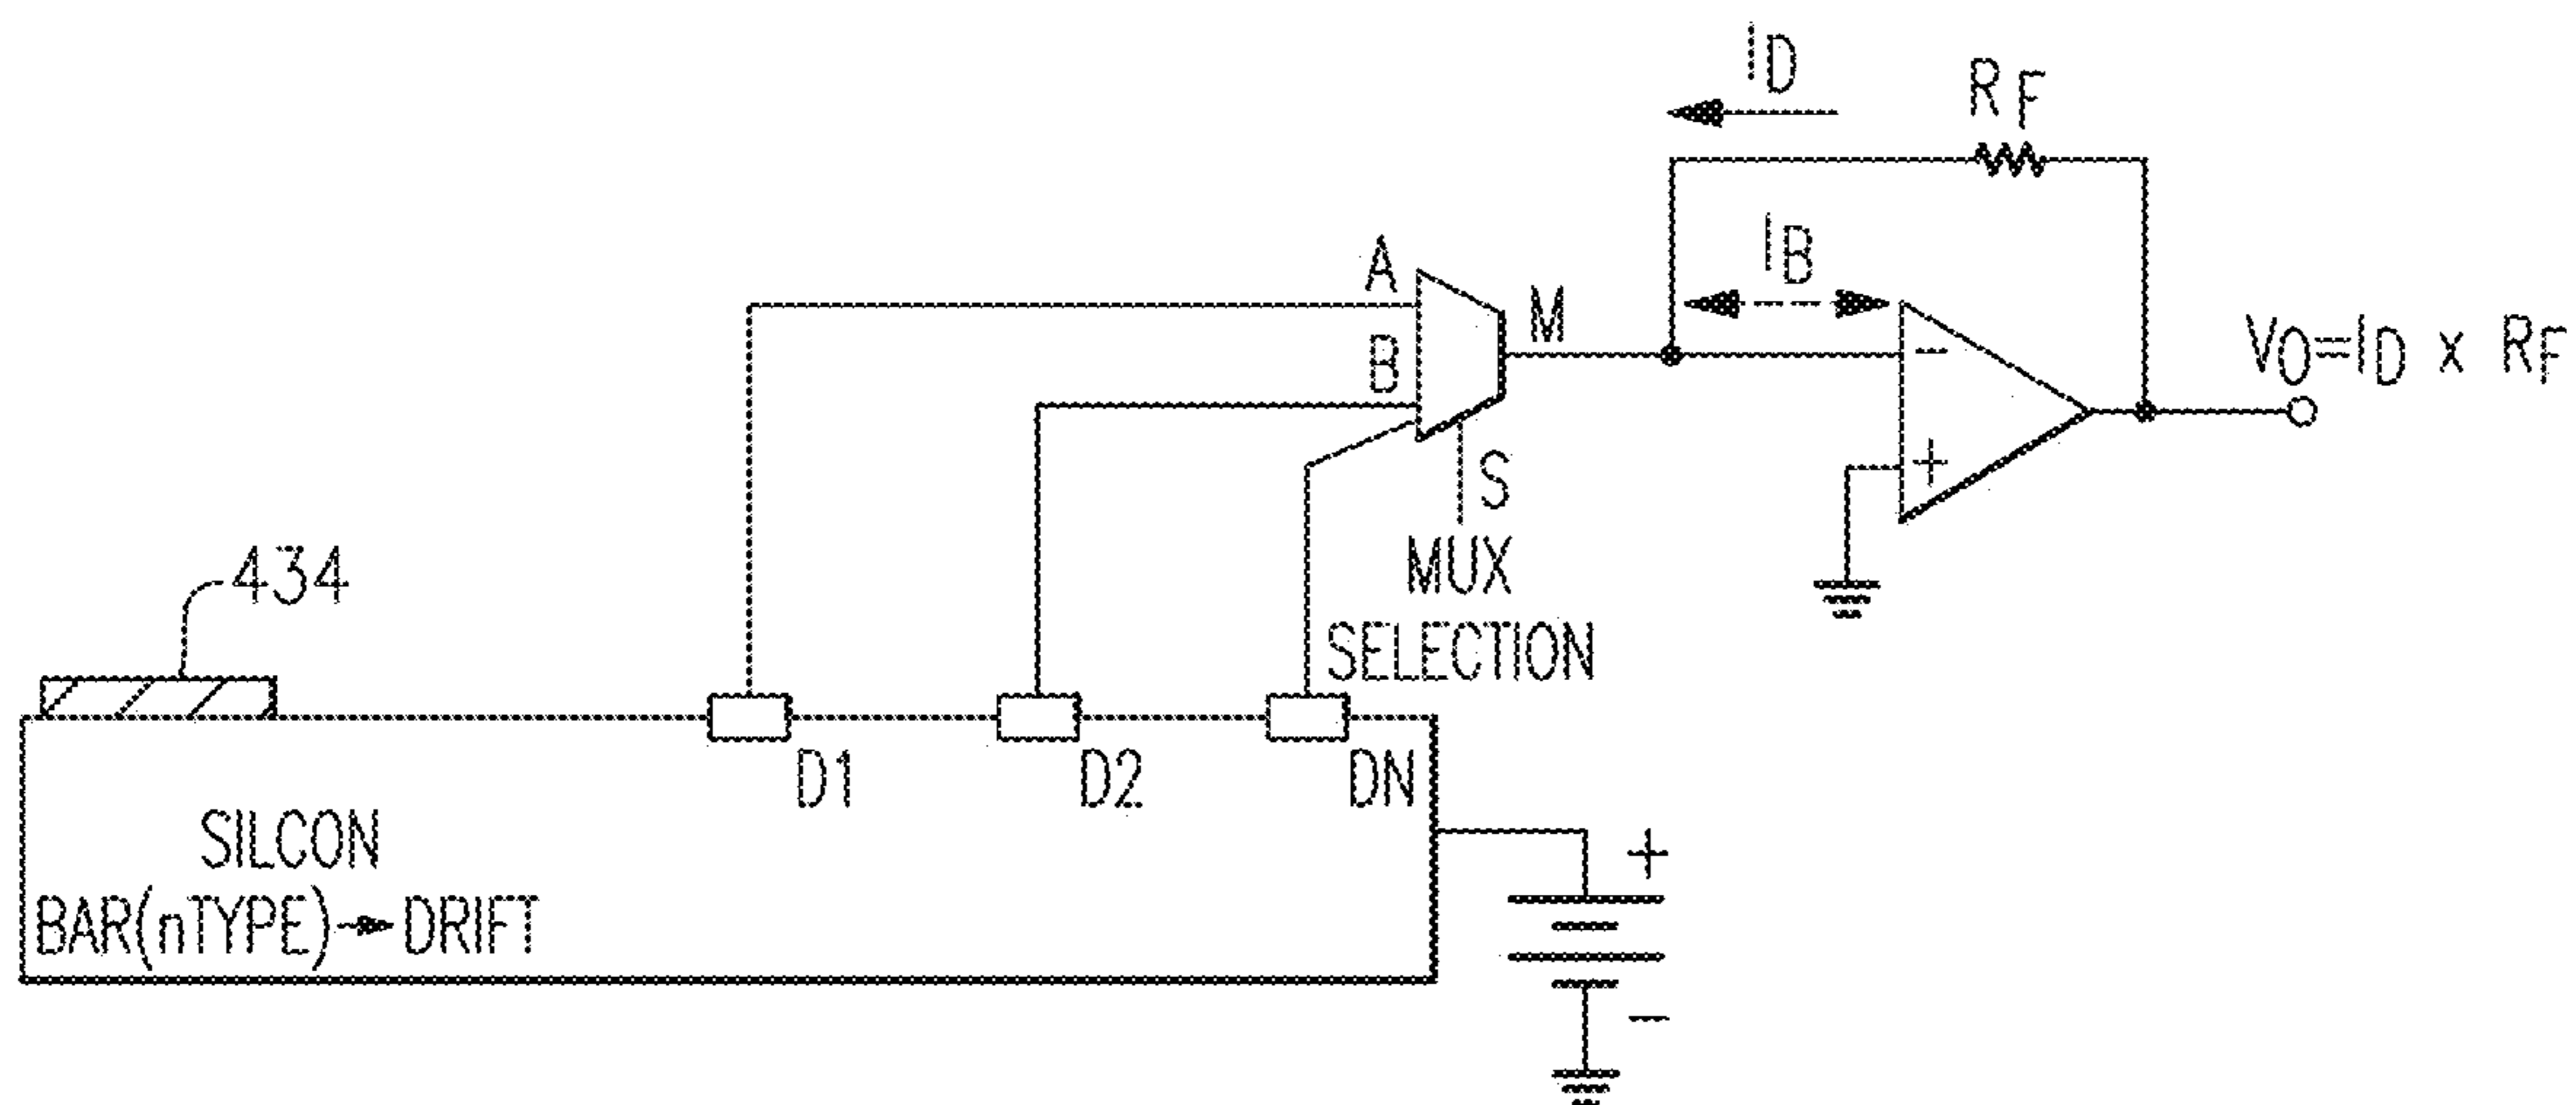 ID
RF
IB
A
B
M
VO=ID x RF
-
+
S
MUX
SELECTION
434
D1
D2
DN
SILCON
BAR(nTYPE)→DRIFT
+
-